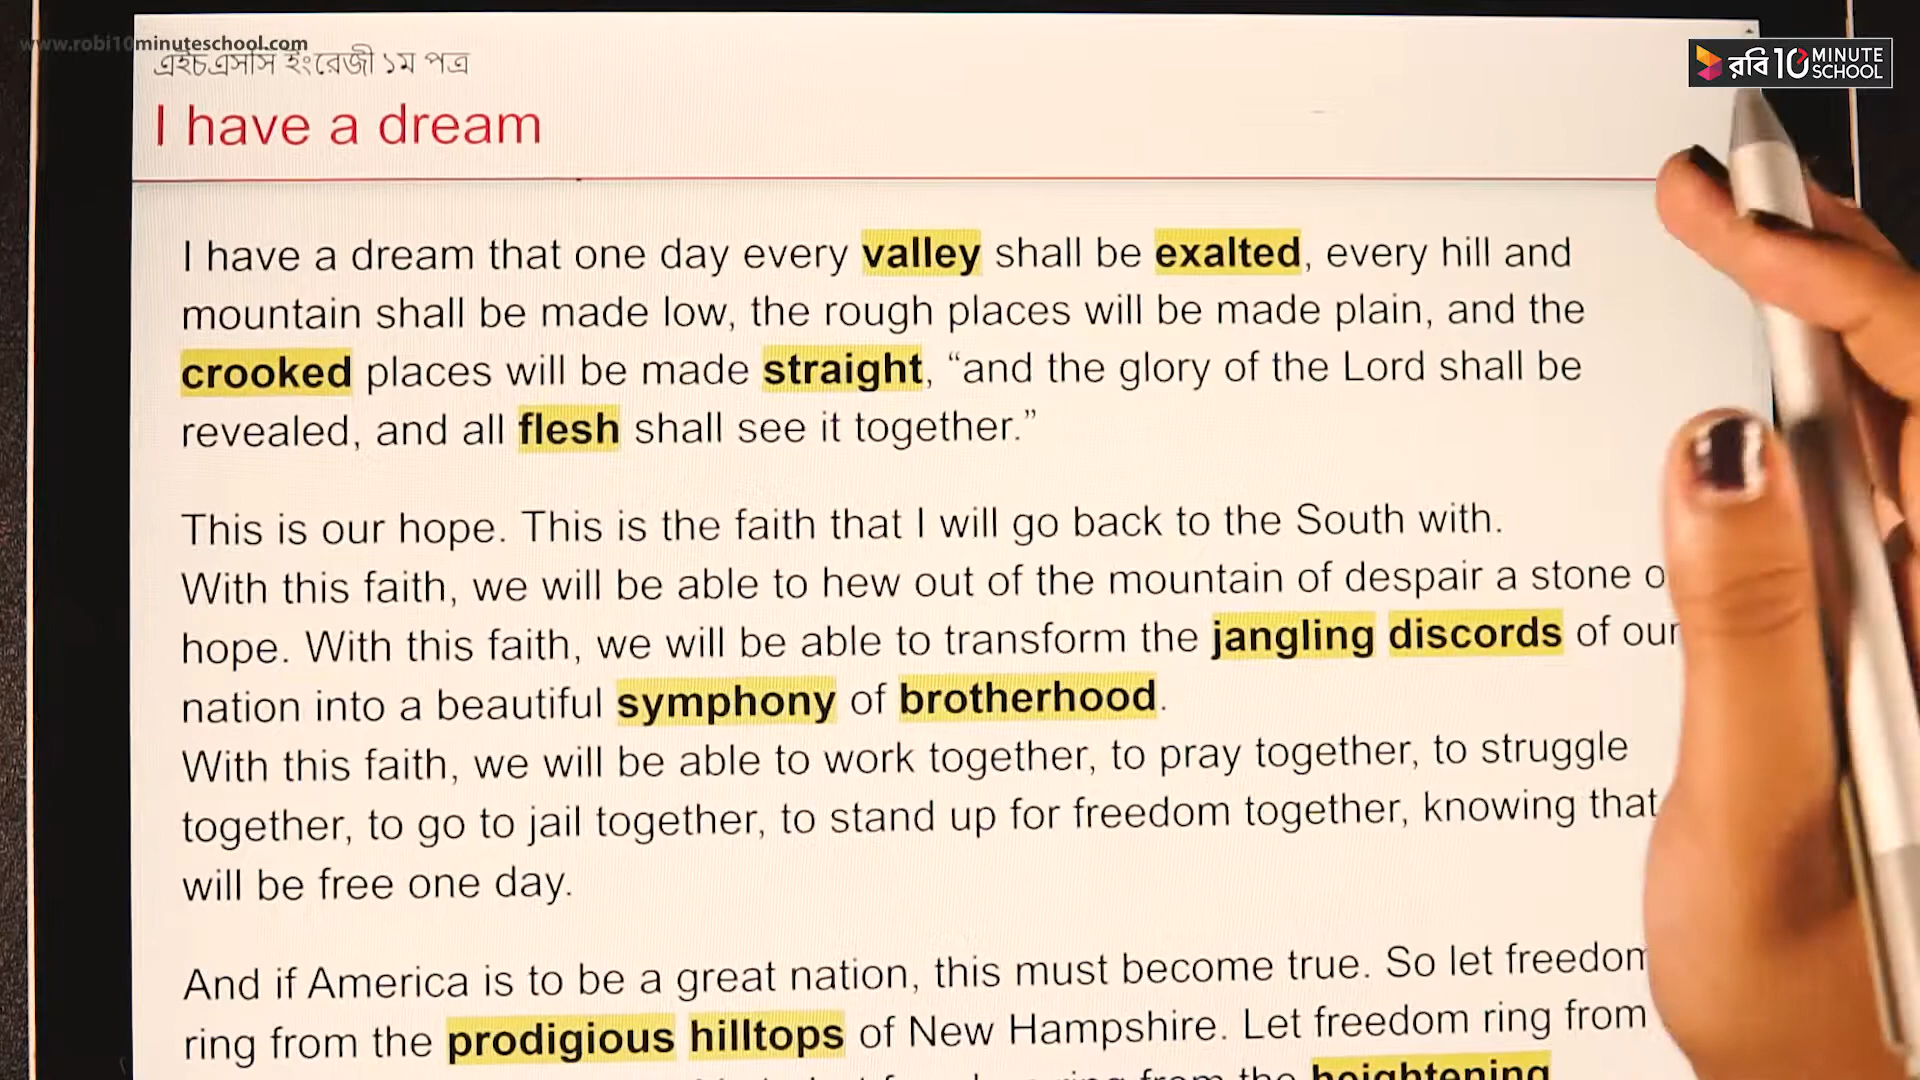 www.robi10minuteschool.com
রবি 10 MINUTE SCHOOL
এইচএসসি ইংরেজী ১ম পত্র
I have a dream
I have a dream that one day every valley shall be exalted, every hill and
mountain shall be made low, the rough places will be made plain, and the
crooked places will be made straight, “and the glory of the Lord shall be
revealed, and all flesh shall see it together.”
This is our hope. This is the faith that I will go back to the South with.
With this faith, we will be able to hew out of the mountain of despair a stone
hope. With this faith, we will be able to transform the jangling discords of our
nation into a beautiful symphony of brotherhood.
With this faith, we will be able to work together, to pray together, to struggle
together, to go to jail together, to stand up for freedom together, knowing that
will be free one day.
And if America is to be a great nation, this must become true. So let freedom
ring from the prodigious hilltops of New Hampshire. Let freedom ring from
from the heightening